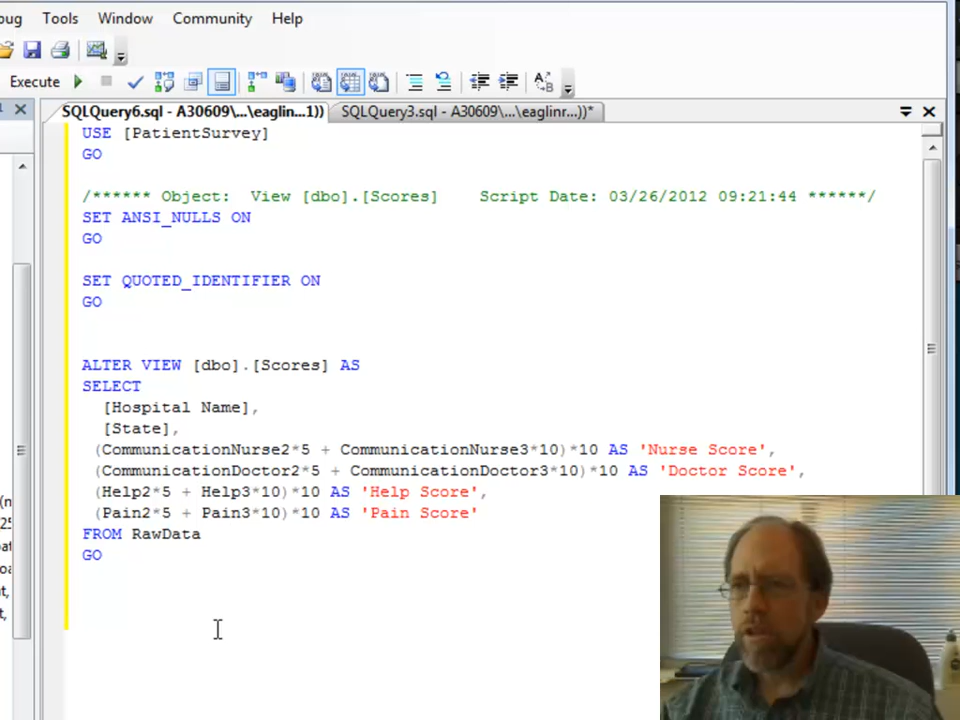 bug Tools Window Community Help
Execute
SQLQuery6.sql - A30609\...\eaglinr...1)) SQLQuery3.sql - A30609\...\eaglinr...))*
USE [PatientSurvey]
GO
/****** Object: View [dbo].[Scores] Script Date: 03/26/2012 09:21:44 ******/
SET ANSI_NULLS ON
GO
SET QUOTED_IDENTIFIER ON
GO
ALTER VIEW [dbo].[Scores] AS
SELECT
[Hospital Name],
[State],
(CommunicationNurse2*5 + CommunicationNurse3*10)*10 AS 'Nurse Score',
(CommunicationDoctor2*5 + CommunicationDoctor3*10)*10 AS 'Doctor Score',
(Help2*5 + Help3*10)*10 AS 'Help Score',
(Pain2*5 + Pain3*10)*10 AS 'Pain Score'
FROM RawData
GO